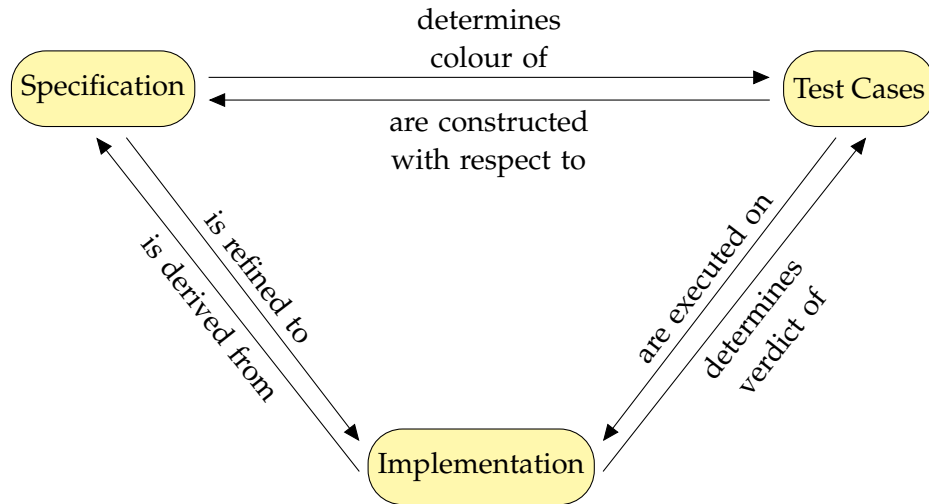 determines
colour of
Specification
Test Cases
are constructed
with respect to
is refined to
is derived from
are executed on
determines
verdict of
Implementation